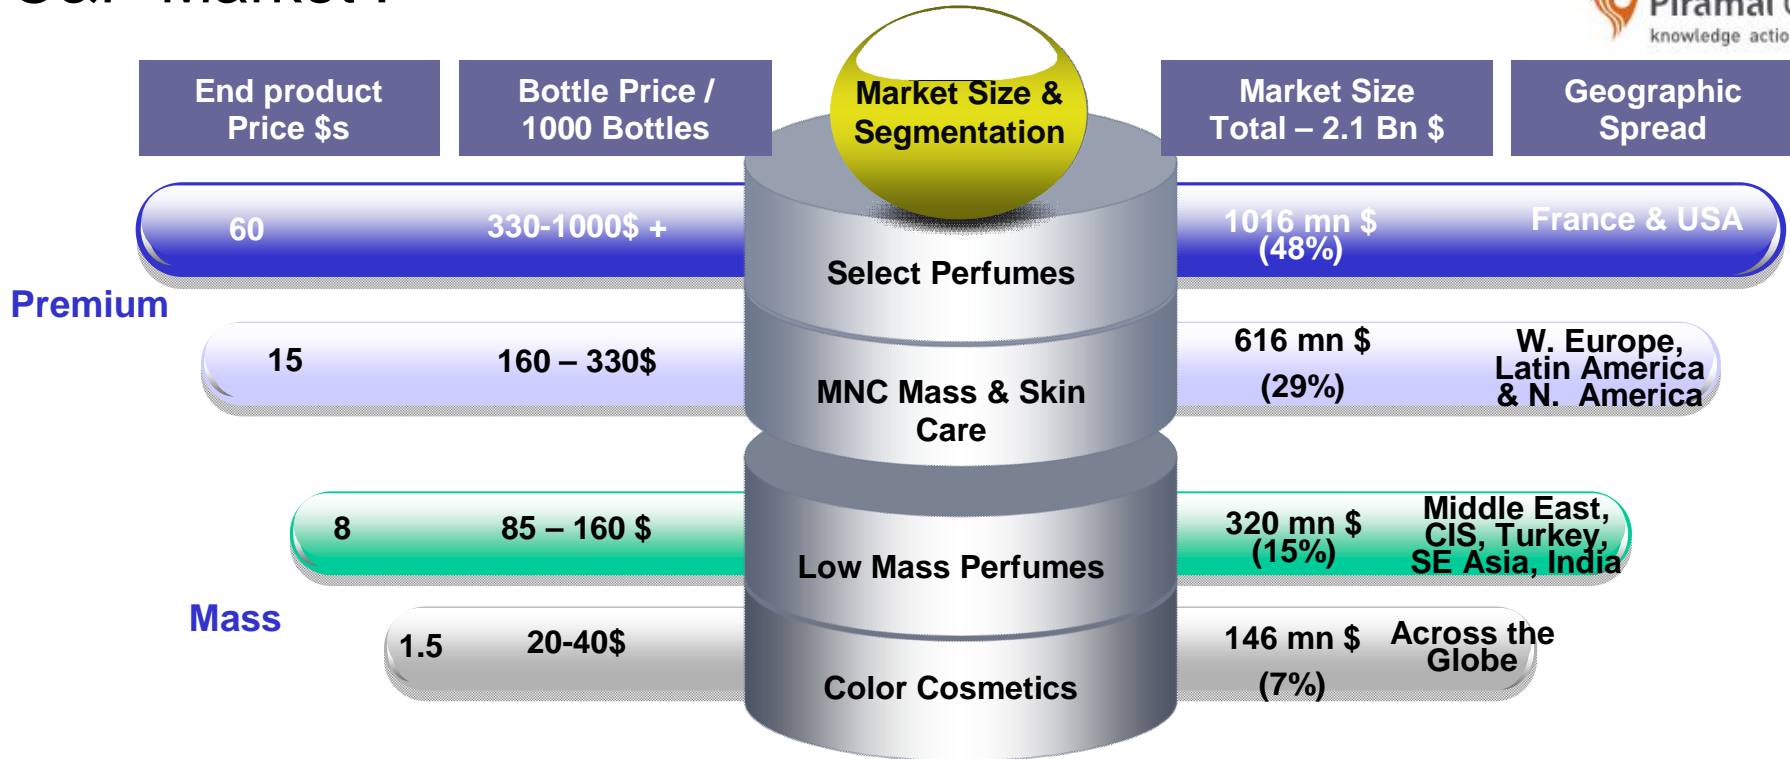 C&P Market :
Piramal
knowledge actio
End product
Price $s
Bottle Price /
1000 Bottles
Market Size &
Segmentation
Market Size
Total – 2.1 Bn $
Geographic
Spread
60
330-1000$ +
Select Perfumes
1016 mn $
(48%)
France & USA
Premium
15
160 – 330$
MNC Mass & Skin
Care
616 mn $
(29%)
W. Europe,
Latin America
& N. America
8
85 – 160 $
Low Mass Perfumes
320 mn $
(15%)
Middle East,
CIS, Turkey,
SE Asia, India
Mass
1.5
20-40$
Color Cosmetics
146 mn $
(7%)
Across the
Globe